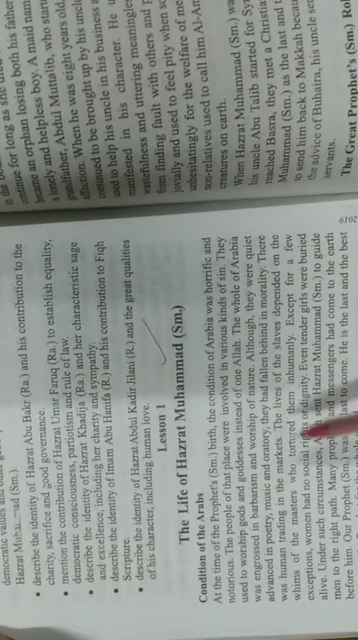 continue for long as she died
became an orphan losing both his father
a lonely and helpless boy. A maid nam
grandfather, Abdul Muttalib, who starte
affection. When he was eight years old,
continued to be brought up by his uncle
used to help his uncle in his business a
manifested in his character. He u
wastefulness and uttering meaningles
from finding fault with others and p
jovially and used to feel pity when sc
unhesitatingly for the welfare of me
non-relatives used to call him Al-Am
creatures on earth.
When Hazrat Muhammad (Sm.) wa
his uncle Abu Talib started for Syr
reached Basra, they met a Christia
Muhammad (Sm.) as the last and t
to send him back to Makkah becau
the advice of Buhaira, his uncle sen
servants.
The Great Prophet's (Sm.) Rol
democratic values and
Hazrat Muhammad (Sm.)
• describe the identity of Hazrat Abu Bakr (Ra.) and his contribution to the
charity, sacrifice and good governance.
• mention the contribution of Hazrat Umar Faruq (Ra.) to establish equality,
democratic consciousness, patriotism and rule of law.
• describe the identity of Hazrat Khadija (Ra.) and her characteristic sage
and excellence, including her charity and sympathy.
• describe the identity of Imam Abu Hanifa (R.) and his contribution to Fiqh
Scripture.
• describe the identity of Hazrat Abdul Kadir Jilani (R.) and the great qualities
of his character, including human love.
Lesson 1
The Life of Hazrat Muhammad (Sm.)
Condition of the Arabs
At the time of the Prophet's (Sm.) birth, the condition of Arabia was horrific and
notorious. The people of that place were involved in various kinds of sin. They
used to worship gods and goddesses instead of one Allah. The whole of Arabia
was engrossed in barbarism and worship of nature. Although, they were quiet
advanced in poetry, music and literature, they had fallen behind in morality. There
was human trading in the markets. The lives of the slaves depended on the
whims of the masters who tortured them inhumanly. Except for a few
exceptions, women had no social rights or dignity. Even tender girls were buried
alive. Under such circumstances, Allah sent Hazrat Muhammad (Sm.) to guide
men to the right path. Many prophets and messengers had come to the earth
before him. Our Prophet (Sm.) was the last to come. He is the last and the best
2019